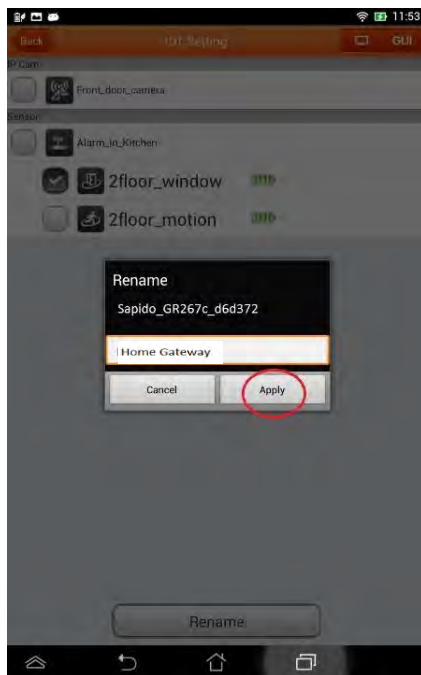 11:53
Back IOT Setting GUI
IP Cam
Front_door_camera
Sensor
Alarm_in_Kitchen
2floor_window
2floor_motion
Rename
Sapido_GR267c_d6d372
Home Gateway
Cancel Apply
Rename